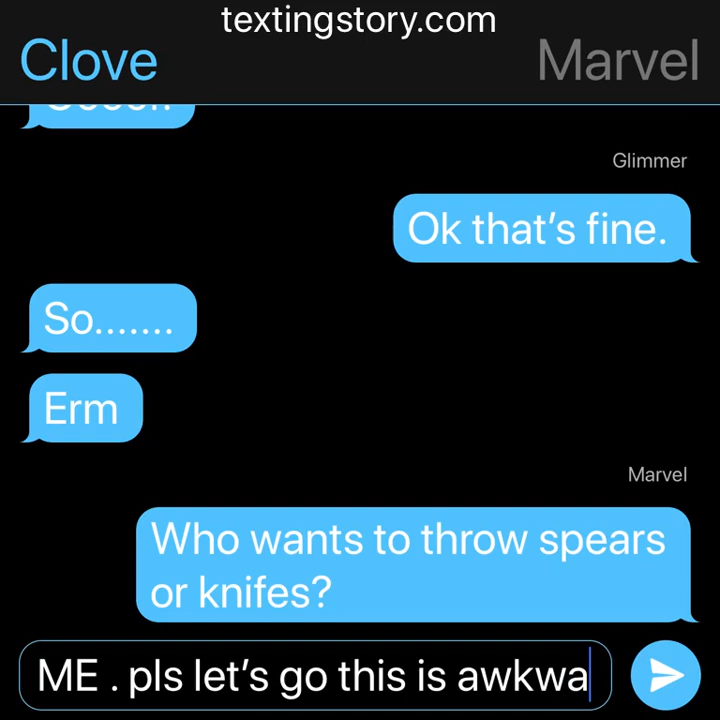 textingstory.com
Clove
Marvel
Glimmer
Ok that’s fine.
So.......
Erm
Marvel
Who wants to throw spears
or knifes?
ME . pls let’s go this is awkwa